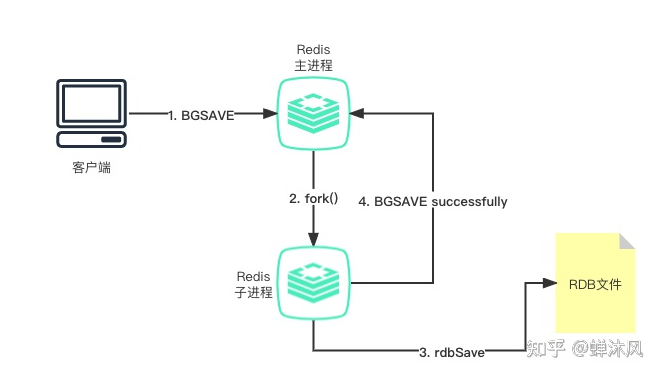 Redis
主进程
1. BGSAVE
客户端
2. fork()
4. BGSAVE successfully
Redis
子进程
RDB文件
3. rdbSave
知乎 @蝉沐风